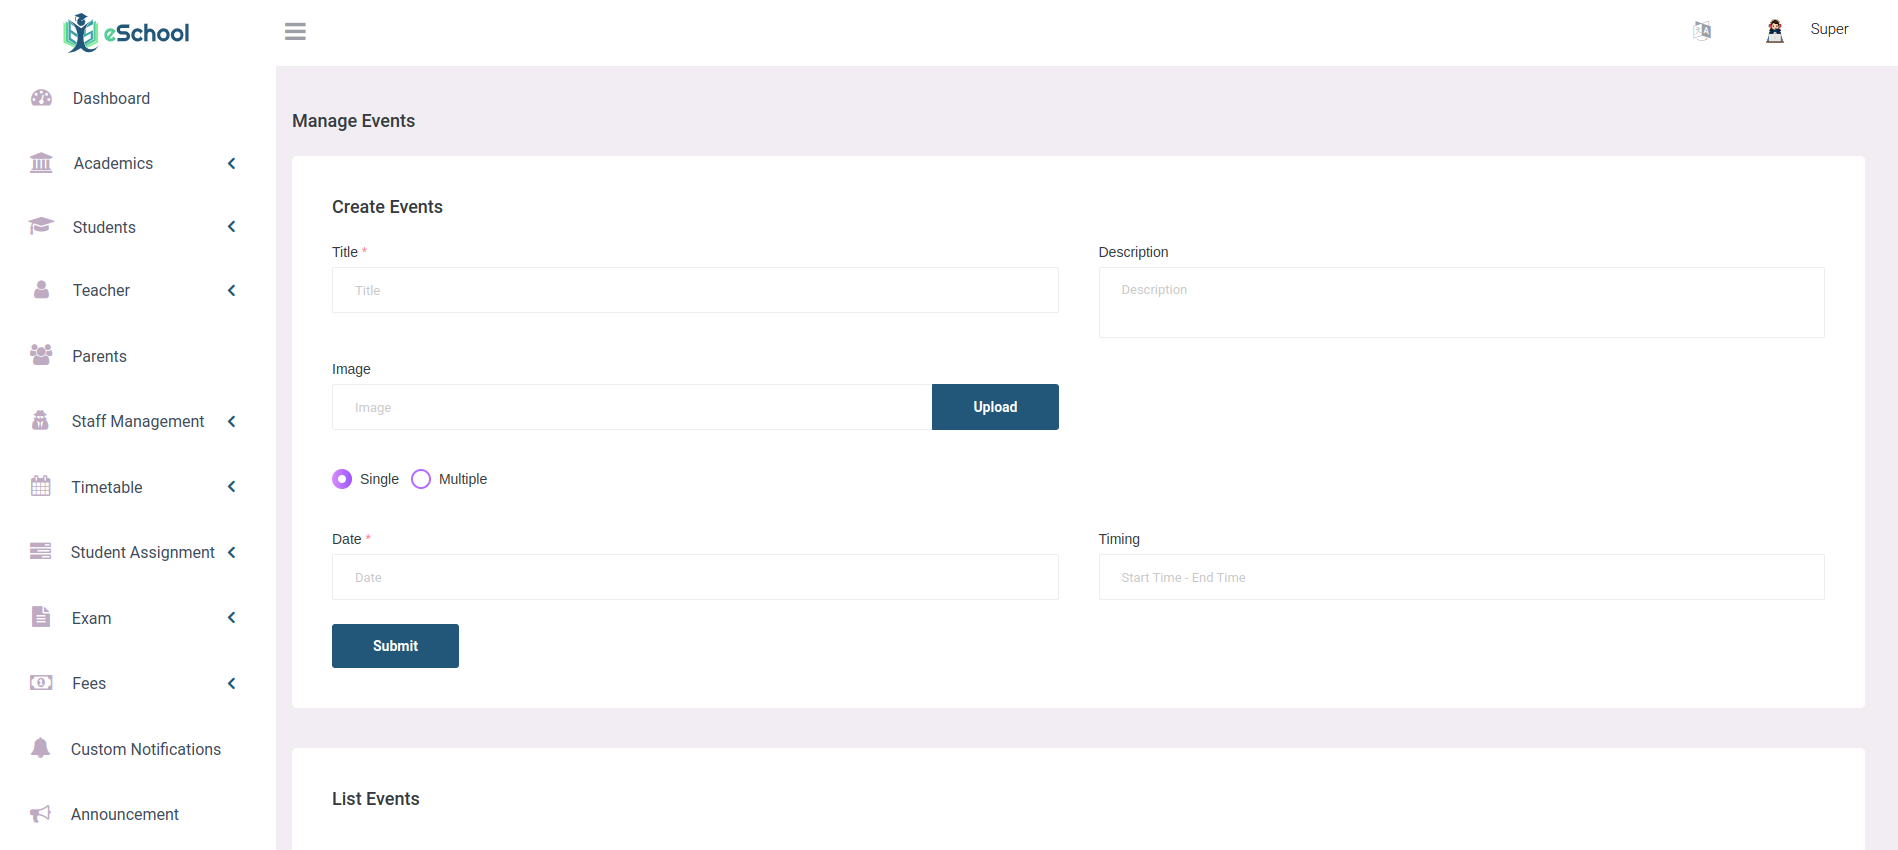 eSchool
Super
Dashboard
Academics
Students
Teacher
Parents
Staff Management
Timetable
Student Assignment
Exam
Fees
Custom Notifications
Announcement
Manage Events
Create Events
Title *
Description
Title
Description
Image
Image
Upload
Single Multiple
Date *
Timing
Date
Start Time - End Time
Submit
List Events